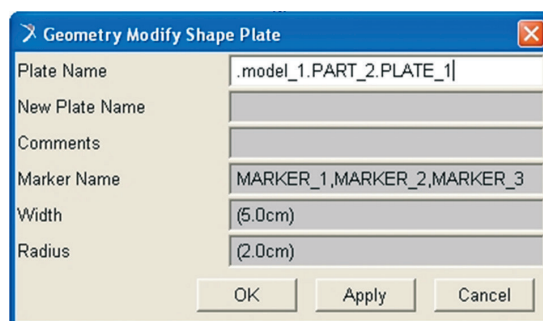 Geometry Modify Shape Plate
Plate Name .model_1.PART_2.PLATE_1
New Plate Name
Comments
Marker Name MARKER_1,MARKER_2,MARKER_3
Width (5.0cm)
Radius (2.0cm)
OK Apply Cancel